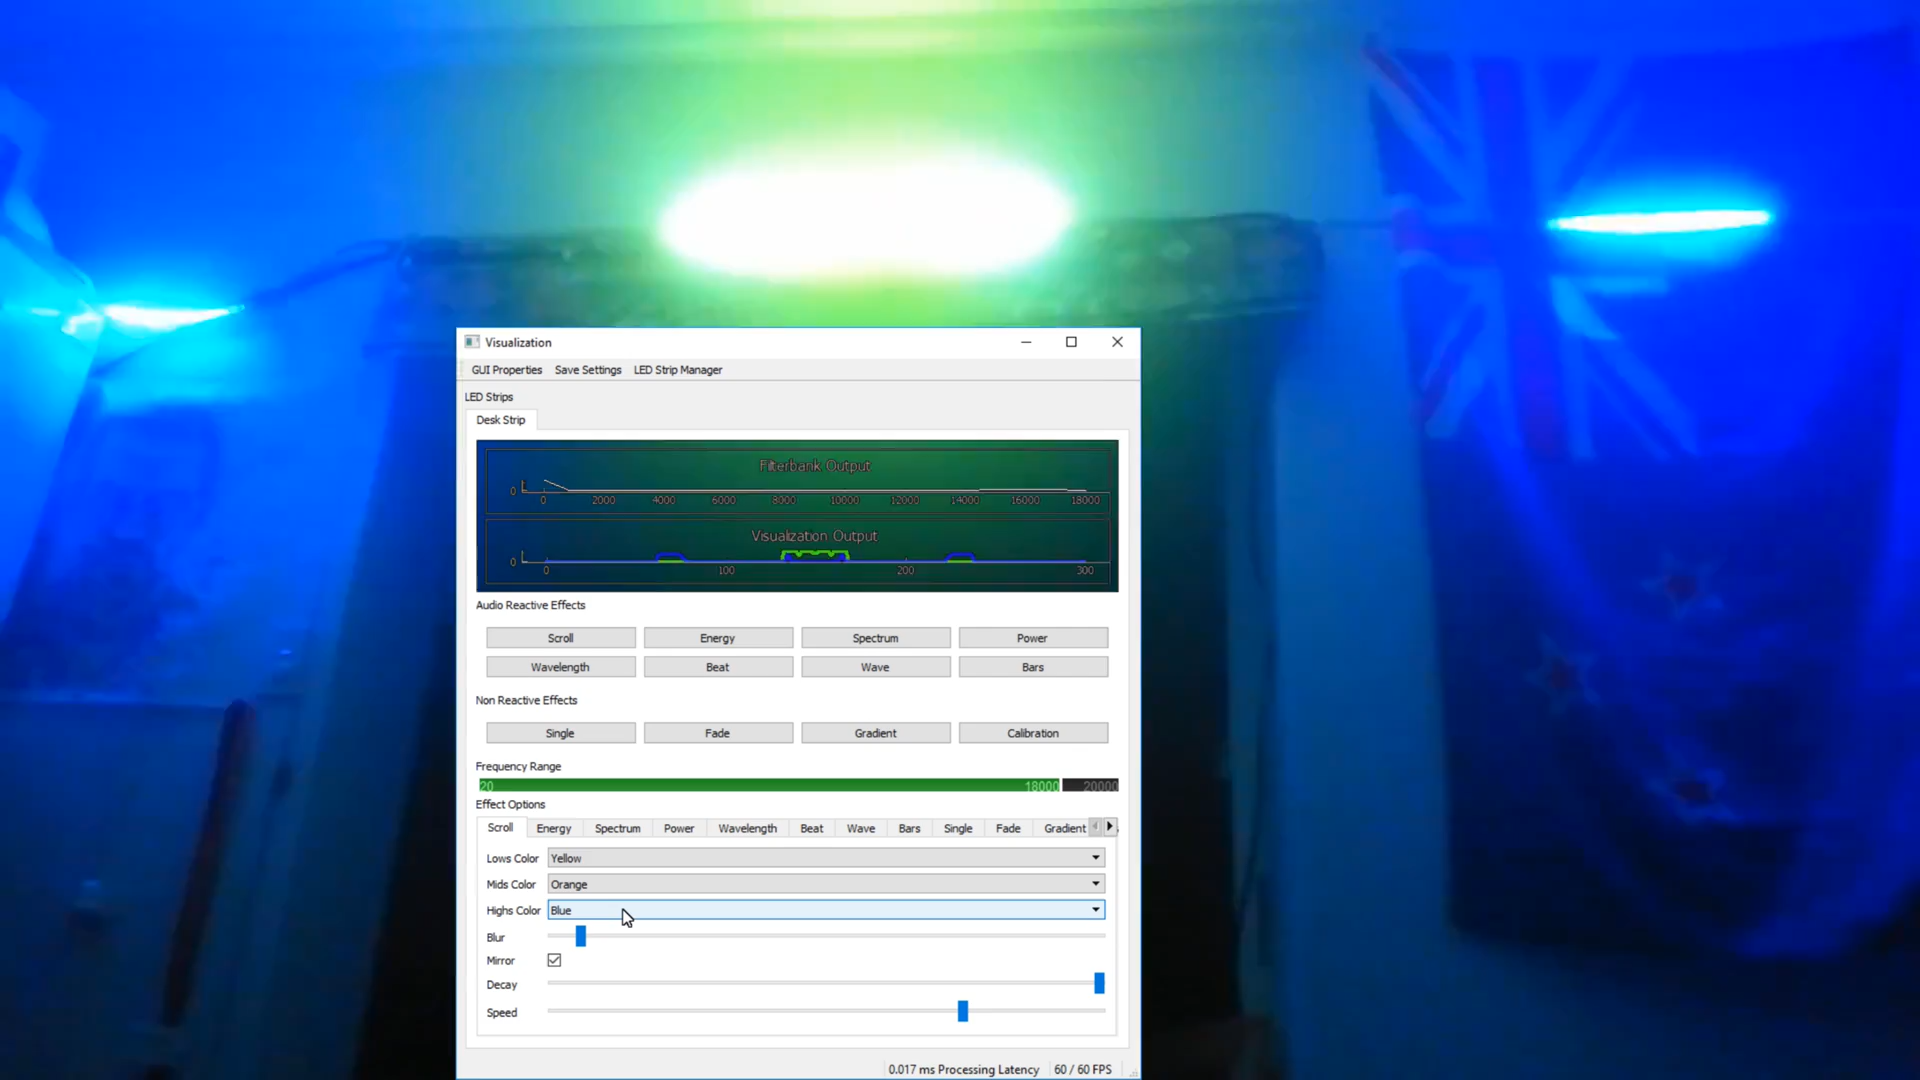 Visualization
GUI Properties Save Settings LED Strip Manager
LED Strips
Desk Strip
Filterbank Output
0
0 2000 4000 6000 8000 10000 12000 14000 16000 18000
Visualization Output
0
0 100 200 300
Audio Reactive Effects
Scroll Energy Spectrum Power
Wavelength Beat Wave Bars
Non Reactive Effects
Single Fade Gradient Calibration
Frequency Range
20 18000 20000
Effect Options
Scroll Energy Spectrum Power Wavelength Beat Wave Bars Single Fade Gradient
Lows Color Yellow
Mids Color Orange
Highs Color Blue
Blur
Mirror
Decay
Speed
0.017 ms Processing Latency 60 / 60 FPS